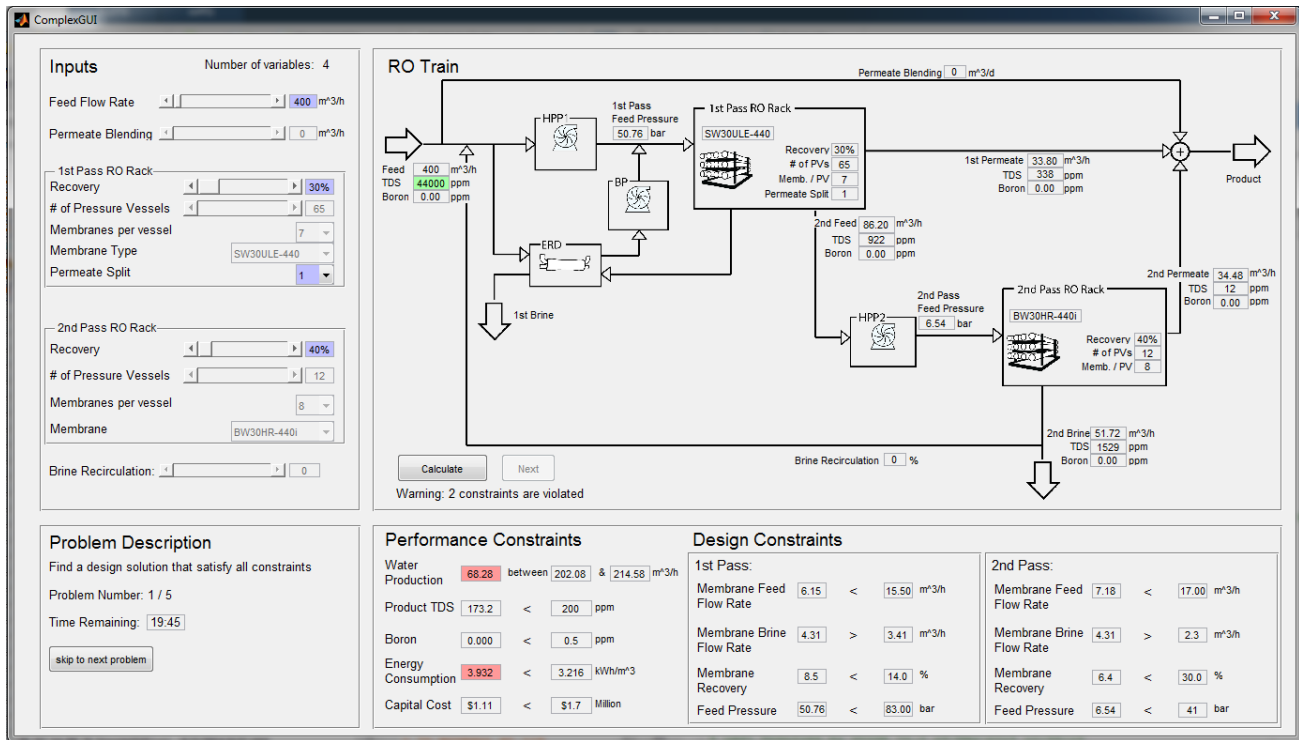 ComplexGUI
Inputs
Number of variables: 4
Feed Flow Rate 400 m^3/h
Permeate Blending 0 m^3/h
1st Pass RO Rack
Recovery 30%
# of Pressure Vessels 65
Membranes per vessel 7
Membrane Type SW30ULE-440
Permeate Split 1
2nd Pass RO Rack
Recovery 40%
# of Pressure Vessels 12
Membranes per vessel 8
Membrane BW30HR-440i
Brine Recirculation: 0
RO Train
Permeate Blending 0 m^3/d
HPP1
1st Pass
Feed Pressure
50.76 bar
1st Pass RO Rack
SW30ULE-440
Recovery 30%
# of PVs 65
Memb. / PV 7
Permeate Split 1
Feed 400 m^3/h
TDS 44000 ppm
Boron 0.00 ppm
BP
ERD
1st Brine
1st Permeate 33.80 m^3/h
TDS 338 ppm
Boron 0.00 ppm
Product
2nd Feed 86.20 m^3/h
TDS 922 ppm
Boron 0.00 ppm
HPP2
2nd Pass
Feed Pressure
6.54 bar
2nd Pass RO Rack
BW30HR-440i
Recovery 40%
# of PVs 12
Memb. / PV 8
2nd Permeate 34.48 m^3/h
TDS 12 ppm
Boron 0.00 ppm
2nd Brine 51.72 m^3/h
TDS 1529 ppm
Boron 0.00 ppm
Brine Recirculation 0 %
Calculate
Next
Warning: 2 constraints are violated
Problem Description
Find a design solution that satisfy all constraints
Problem Number: 1 / 5
Time Remaining: 19:45
skip to next problem
Performance Constraints
Water
Production 68.28 between 202.08 & 214.58 m^3/h
Product TDS 173.2 < 200 ppm
Boron 0.000 < 0.5 ppm
Energy
Consumption 3.932 < 3.216 kWh/m^3
Capital Cost $1.11 < $1.7 Million
Design Constraints
1st Pass:
Membrane Feed
Flow Rate 6.15 < 15.50 m^3/h
Membrane Brine
Flow Rate 4.31 > 3.41 m^3/h
Membrane
Recovery 8.5 < 14.0 %
Feed Pressure 50.76 < 83.00 bar
2nd Pass:
Membrane Feed
Flow Rate 7.18 < 17.00 m^3/h
Membrane Brine
Flow Rate 4.31 > 2.3 m^3/h
Membrane
Recovery 6.4 < 30.0 %
Feed Pressure 6.54 < 41 bar